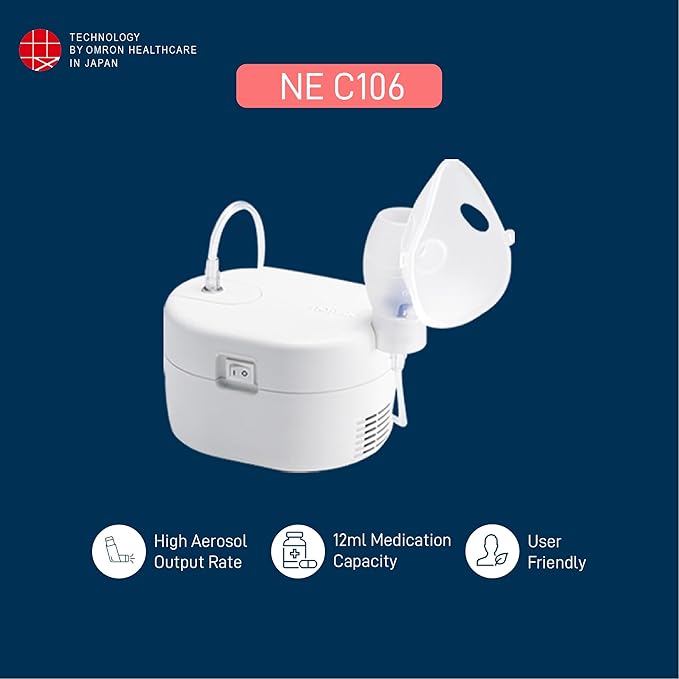 TECHNOLOGY
BY OMRON HEALTHCARE
IN JAPAN
NE C106
High Aerosol
Output Rate
12ml Medication
Capacity
User
Friendly